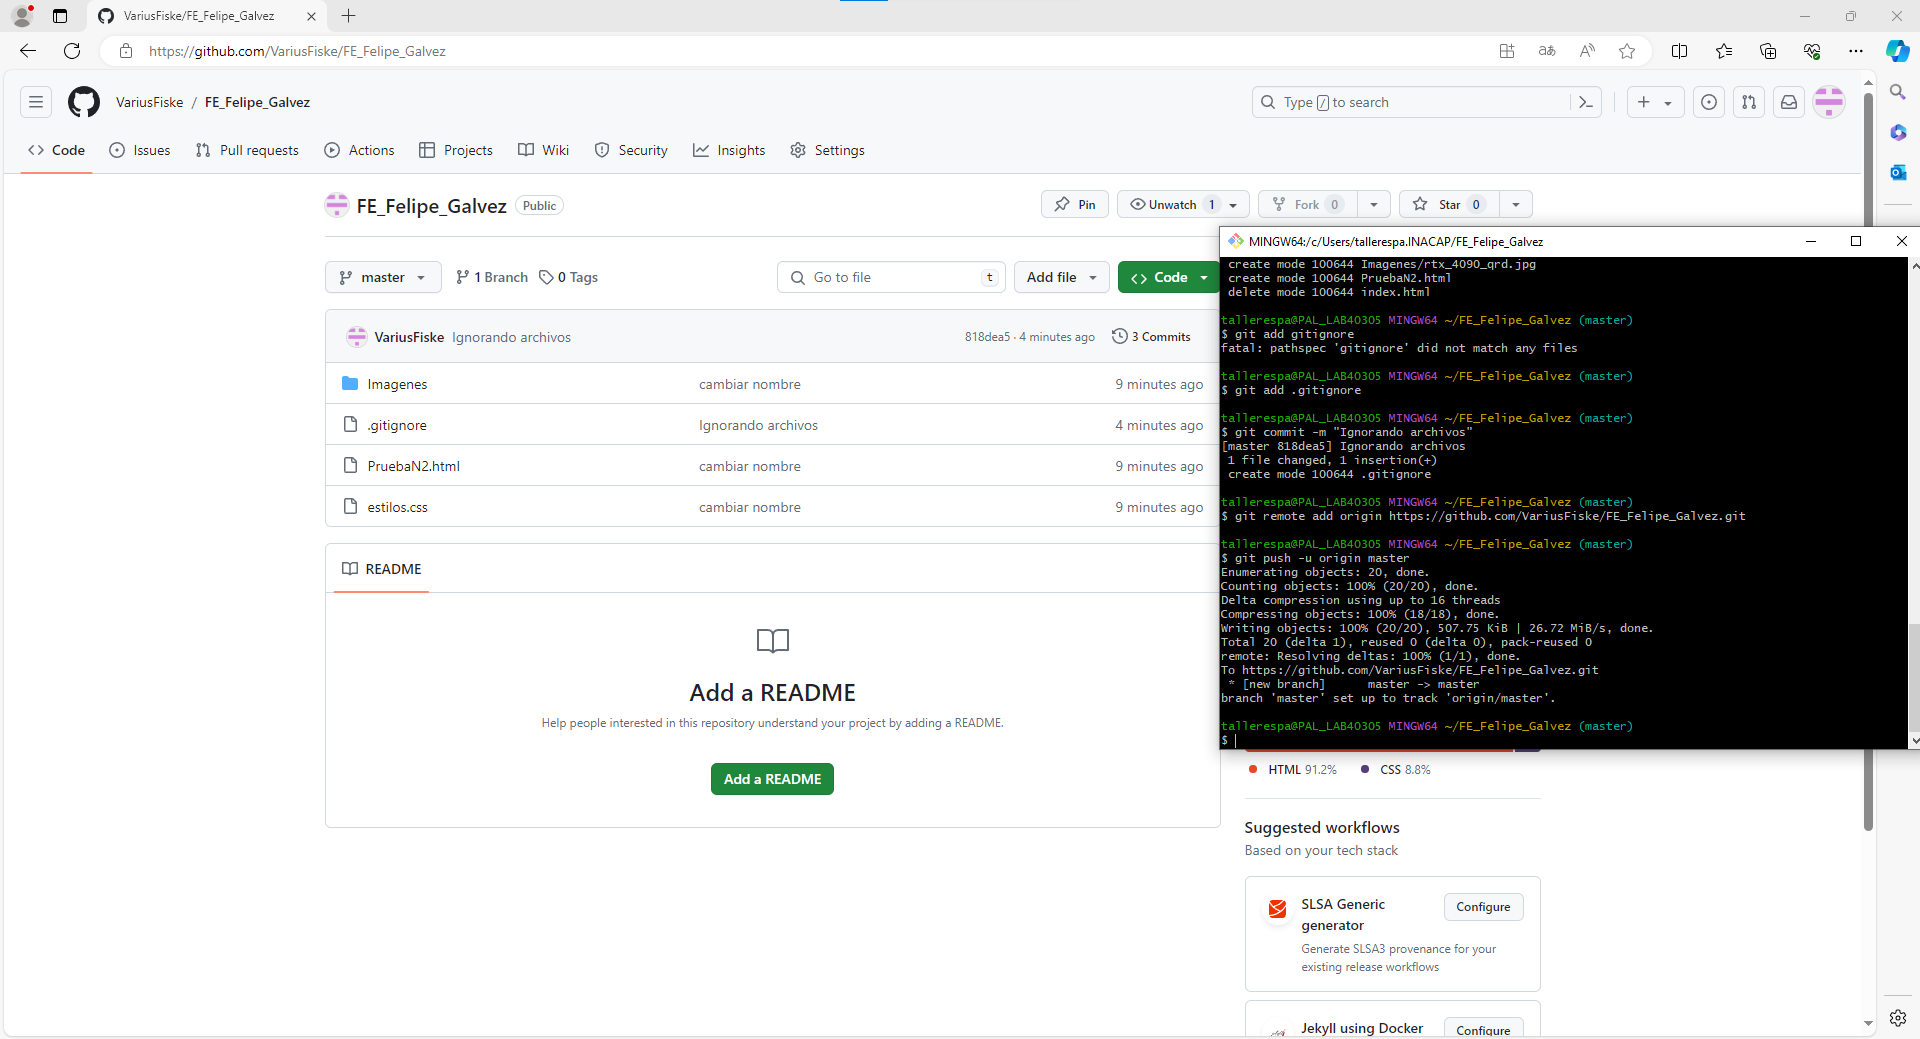 VariusFiske/FE_Felipe_Galvez
https://github.com/VariusFiske/FE_Felipe_Galvez
VariusFiske / FE_Felipe_Galvez
Type / to search
Code Issues Pull requests Actions Projects Wiki Security Insights Settings
FE_Felipe_Galvez Public
Pin Unwatch 1 Fork 0 Star 0
master 1 Branch 0 Tags Go to file t Add file Code
VariusFiske Ignorando archivos 818dea5 · 4 minutes ago 3 Commits
Imagenes cambiar nombre 9 minutes ago
.gitignore Ignorando archivos 4 minutes ago
PruebaN2.html cambiar nombre 9 minutes ago
estilos.css cambiar nombre 9 minutes ago
README
Add a README
Help people interested in this repository understand your project by adding a README.
Add a README
MINGW64:/c/Users/tallerespa.INACAP/FE_Felipe_Galvez
create mode 100644 Imagenes/rtx_4090_qrd.jpg
create mode 100644 PruebaN2.html
delete mode 100644 index.html
tallerespa@PAL_LAB40305 MINGW64 ~/FE_Felipe_Galvez (master)
$ git add gitignore
fatal: pathspec 'gitignore' did not match any files
tallerespa@PAL_LAB40305 MINGW64 ~/FE_Felipe_Galvez (master)
$ git add .gitignore
tallerespa@PAL_LAB40305 MINGW64 ~/FE_Felipe_Galvez (master)
$ git commit -m "Ignorando archivos"
[master 818dea5] Ignorando archivos
1 file changed, 1 insertion(+)
create mode 100644 .gitignore
tallerespa@PAL_LAB40305 MINGW64 ~/FE_Felipe_Galvez (master)
$ git remote add origin https://github.com/VariusFiske/FE_Felipe_Galvez.git
tallerespa@PAL_LAB40305 MINGW64 ~/FE_Felipe_Galvez (master)
$ git push -u origin master
Enumerating objects: 20, done.
Counting objects: 100% (20/20), done.
Delta compression using up to 16 threads
Compressing objects: 100% (18/18), done.
Writing objects: 100% (20/20), 507.75 KiB | 26.72 MiB/s, done.
Total 20 (delta 1), reused 0 (delta 0), pack-reused 0
remote: Resolving deltas: 100% (1/1), done.
To https://github.com/VariusFiske/FE_Felipe_Galvez.git
* [new branch] master -> master
branch 'master' set up to track 'origin/master'.
tallerespa@PAL_LAB40305 MINGW64 ~/FE_Felipe_Galvez (master)
$
HTML 91.2% CSS 8.8%
Suggested workflows
Based on your tech stack
SLSA Generic
generator
Configure
Generate SLSA3 provenance for your
existing release workflows
Jekyll using Docker
Configure